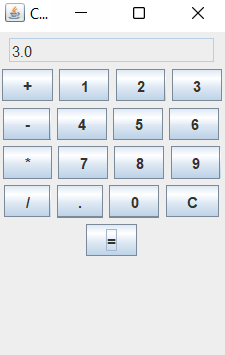 C...
3.0
+ 1 2 3
- 4 5 6
* 7 8 9
/ . 0 C
=